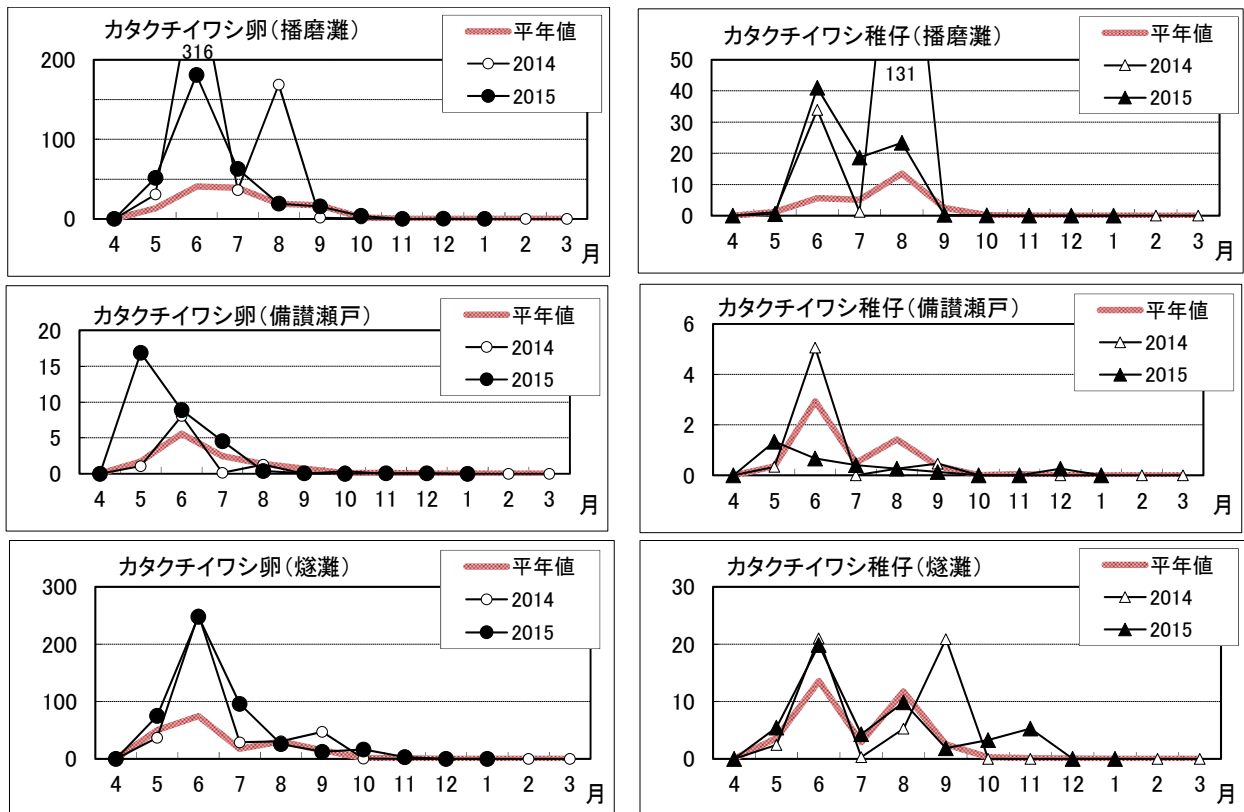 カタクチイワシ卵（播磨灘）
316
平年値
2014
2015
200
100
0
4 5 6 7 8 9 10 11 12 1 2 3 月
カタクチイワシ稚仔（播磨灘）
131
平年値
2014
2015
50
40
30
20
10
0
4 5 6 7 8 9 10 11 12 1 2 3 月
カタクチイワシ卵（備讃瀬戸）
平年値
2014
2015
20
15
10
5
0
4 5 6 7 8 9 10 11 12 1 2 3 月
カタクチイワシ稚仔（備讃瀬戸）
平年値
2014
2015
6
4
2
0
4 5 6 7 8 9 10 11 12 1 2 3 月
カタクチイワシ卵（燧灘）
平年値
2014
2015
300
200
100
0
4 5 6 7 8 9 10 11 12 1 2 3 月
カタクチイワシ稚仔（燧灘）
平年値
2014
2015
30
20
10
0
4 5 6 7 8 9 10 11 12 1 2 3 月